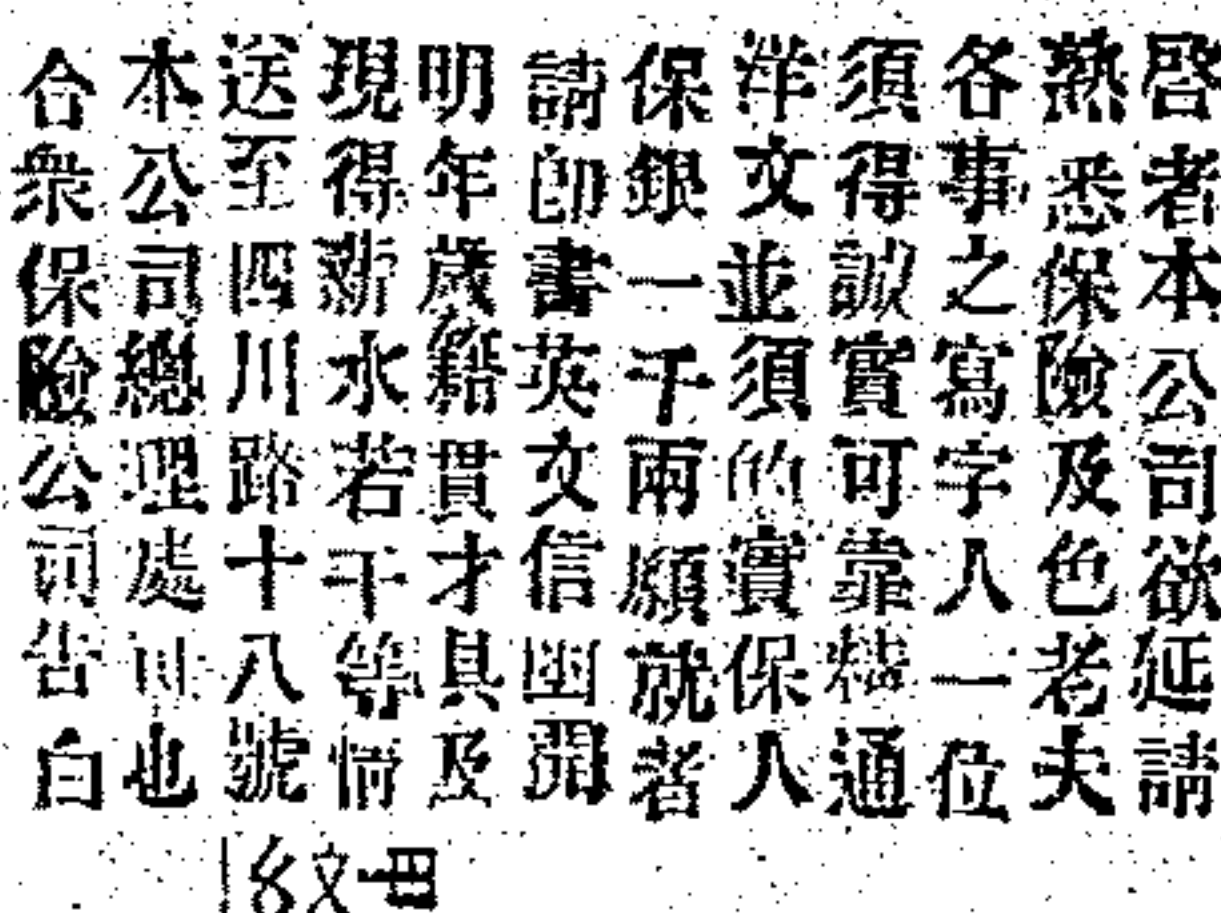 啓者本公司欲延請
熟悉保險及色老夫
各事之寫字人一位
須得誠實可靠精通
洋文並須的實保人
保銀一千兩願就者
請卽書英文信函開
明年歲籍貫才具及
現得薪水若干等情
送至四川路十八號
本公司總理處可也
合衆保險公司告白